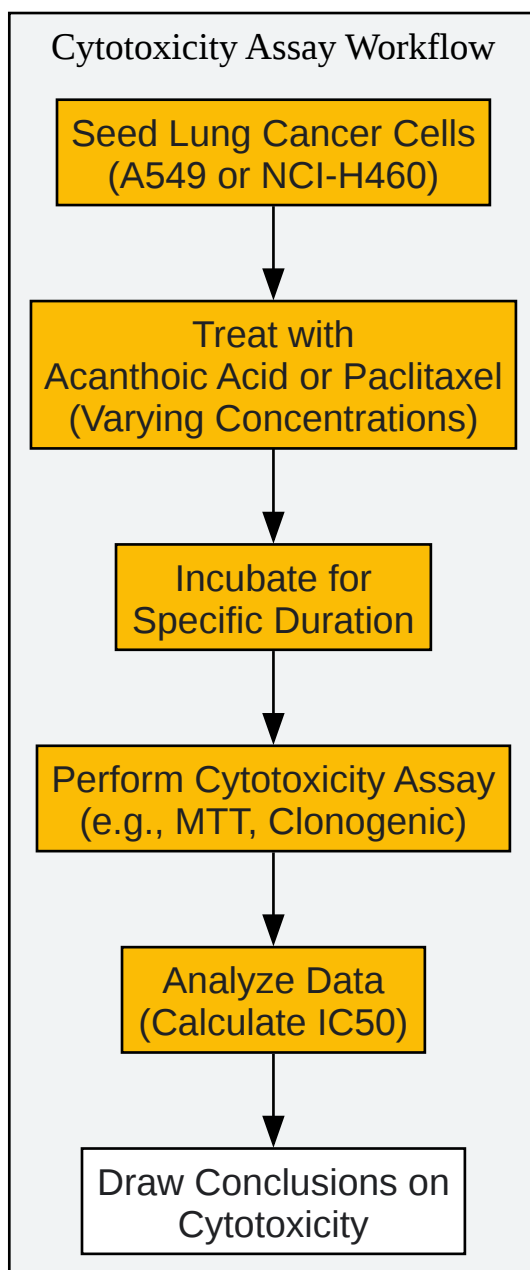 Cytotoxicity Assay Workflow
Seed Lung Cancer Cells
(A549 or NCI-H460)
Treat with
Acanthoic Acid or Paclitaxel
(Varying Concentrations)
Incubate for
Specific Duration
Perform Cytotoxicity Assay
(e.g., MTT, Clonogenic)
Analyze Data
(Calculate IC50)
Draw Conclusions on
Cytotoxicity